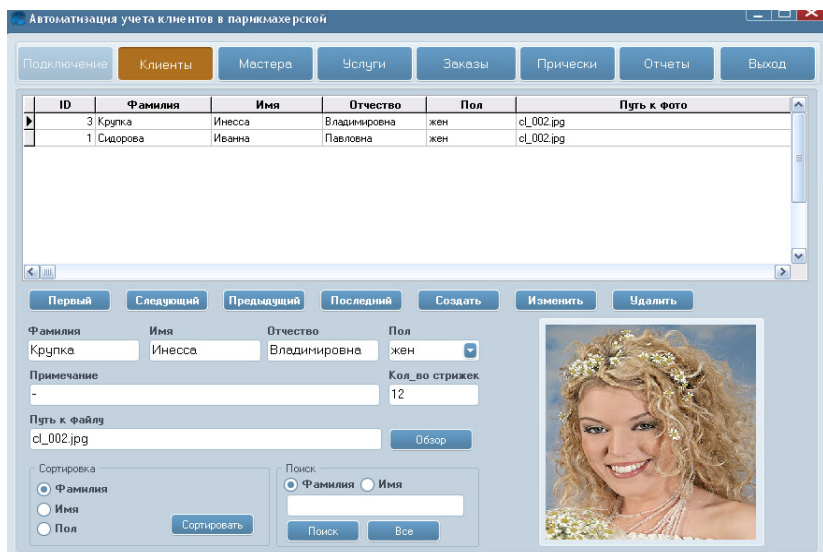 Автоматизация учета клиентов в парикмахерской
Подключение Клиенты Мастера Услуги Заказы Прически Отчеты Выход
ID Фамилия Имя Отчество Пол Путь к фото
3 Крупка Инесса Владимировна жен cl_002.jpg
1 Сидорова Иванна Павловна жен cl_002.jpg
Первый Следующий Предыдущий Последний Создать Изменить Удалить
Фамилия Имя Отчество Пол
Крупка Инесса Владимировна жен
Примечание Кол_во стрижек
- 12
Путь к файлу
cl_002.jpg Обзор
Сортировка Поиск
Фамилия Фамилия Имя
Имя
Пол Сортировать Поиск Все